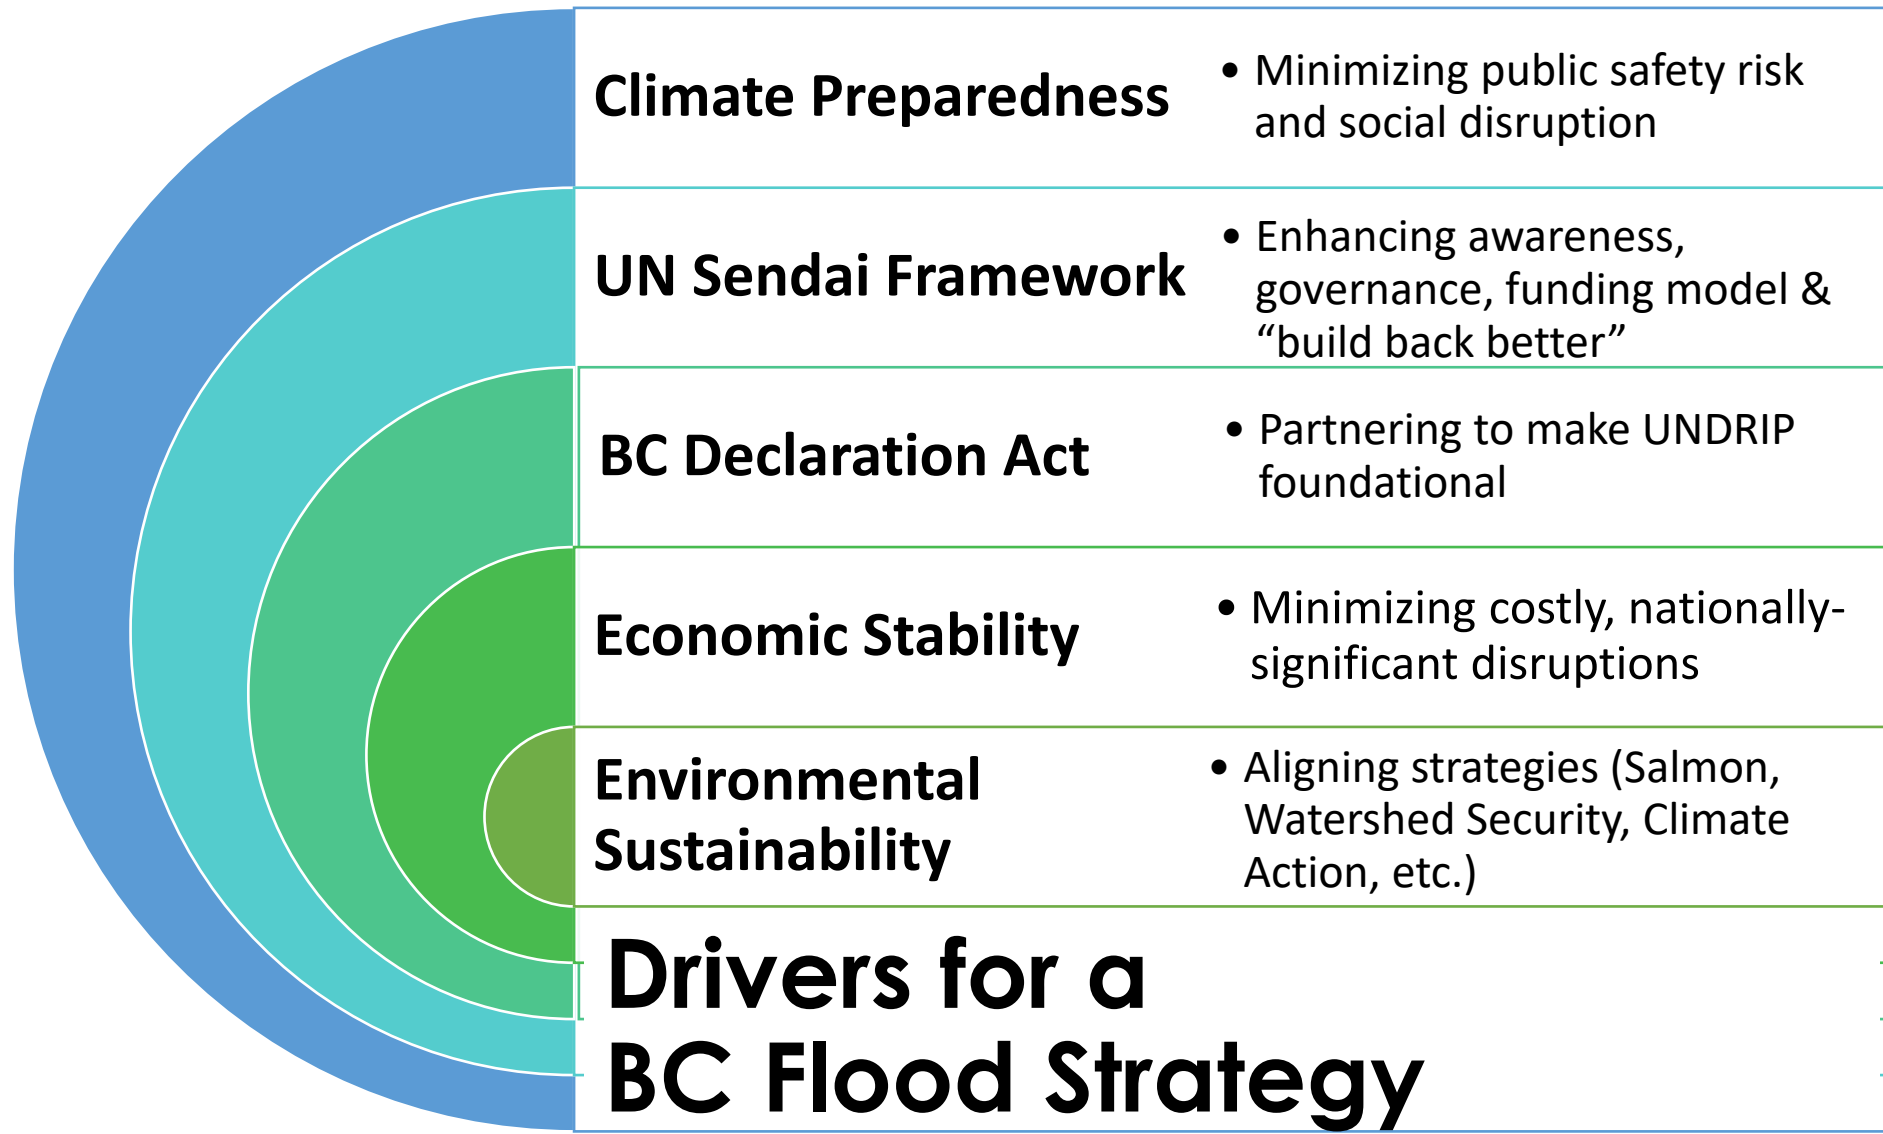 Climate Preparedness
• Minimizing public safety risk
and social disruption
UN Sendai Framework
• Enhancing awareness,
governance, funding model &
“build back better”
BC Declaration Act
• Partnering to make UNDRIP
foundational
Economic Stability
• Minimizing costly, nationally-
significant disruptions
Environmental
Sustainability
• Aligning strategies (Salmon,
Watershed Security, Climate
Action, etc.)
Drivers for a
BC Flood Strategy